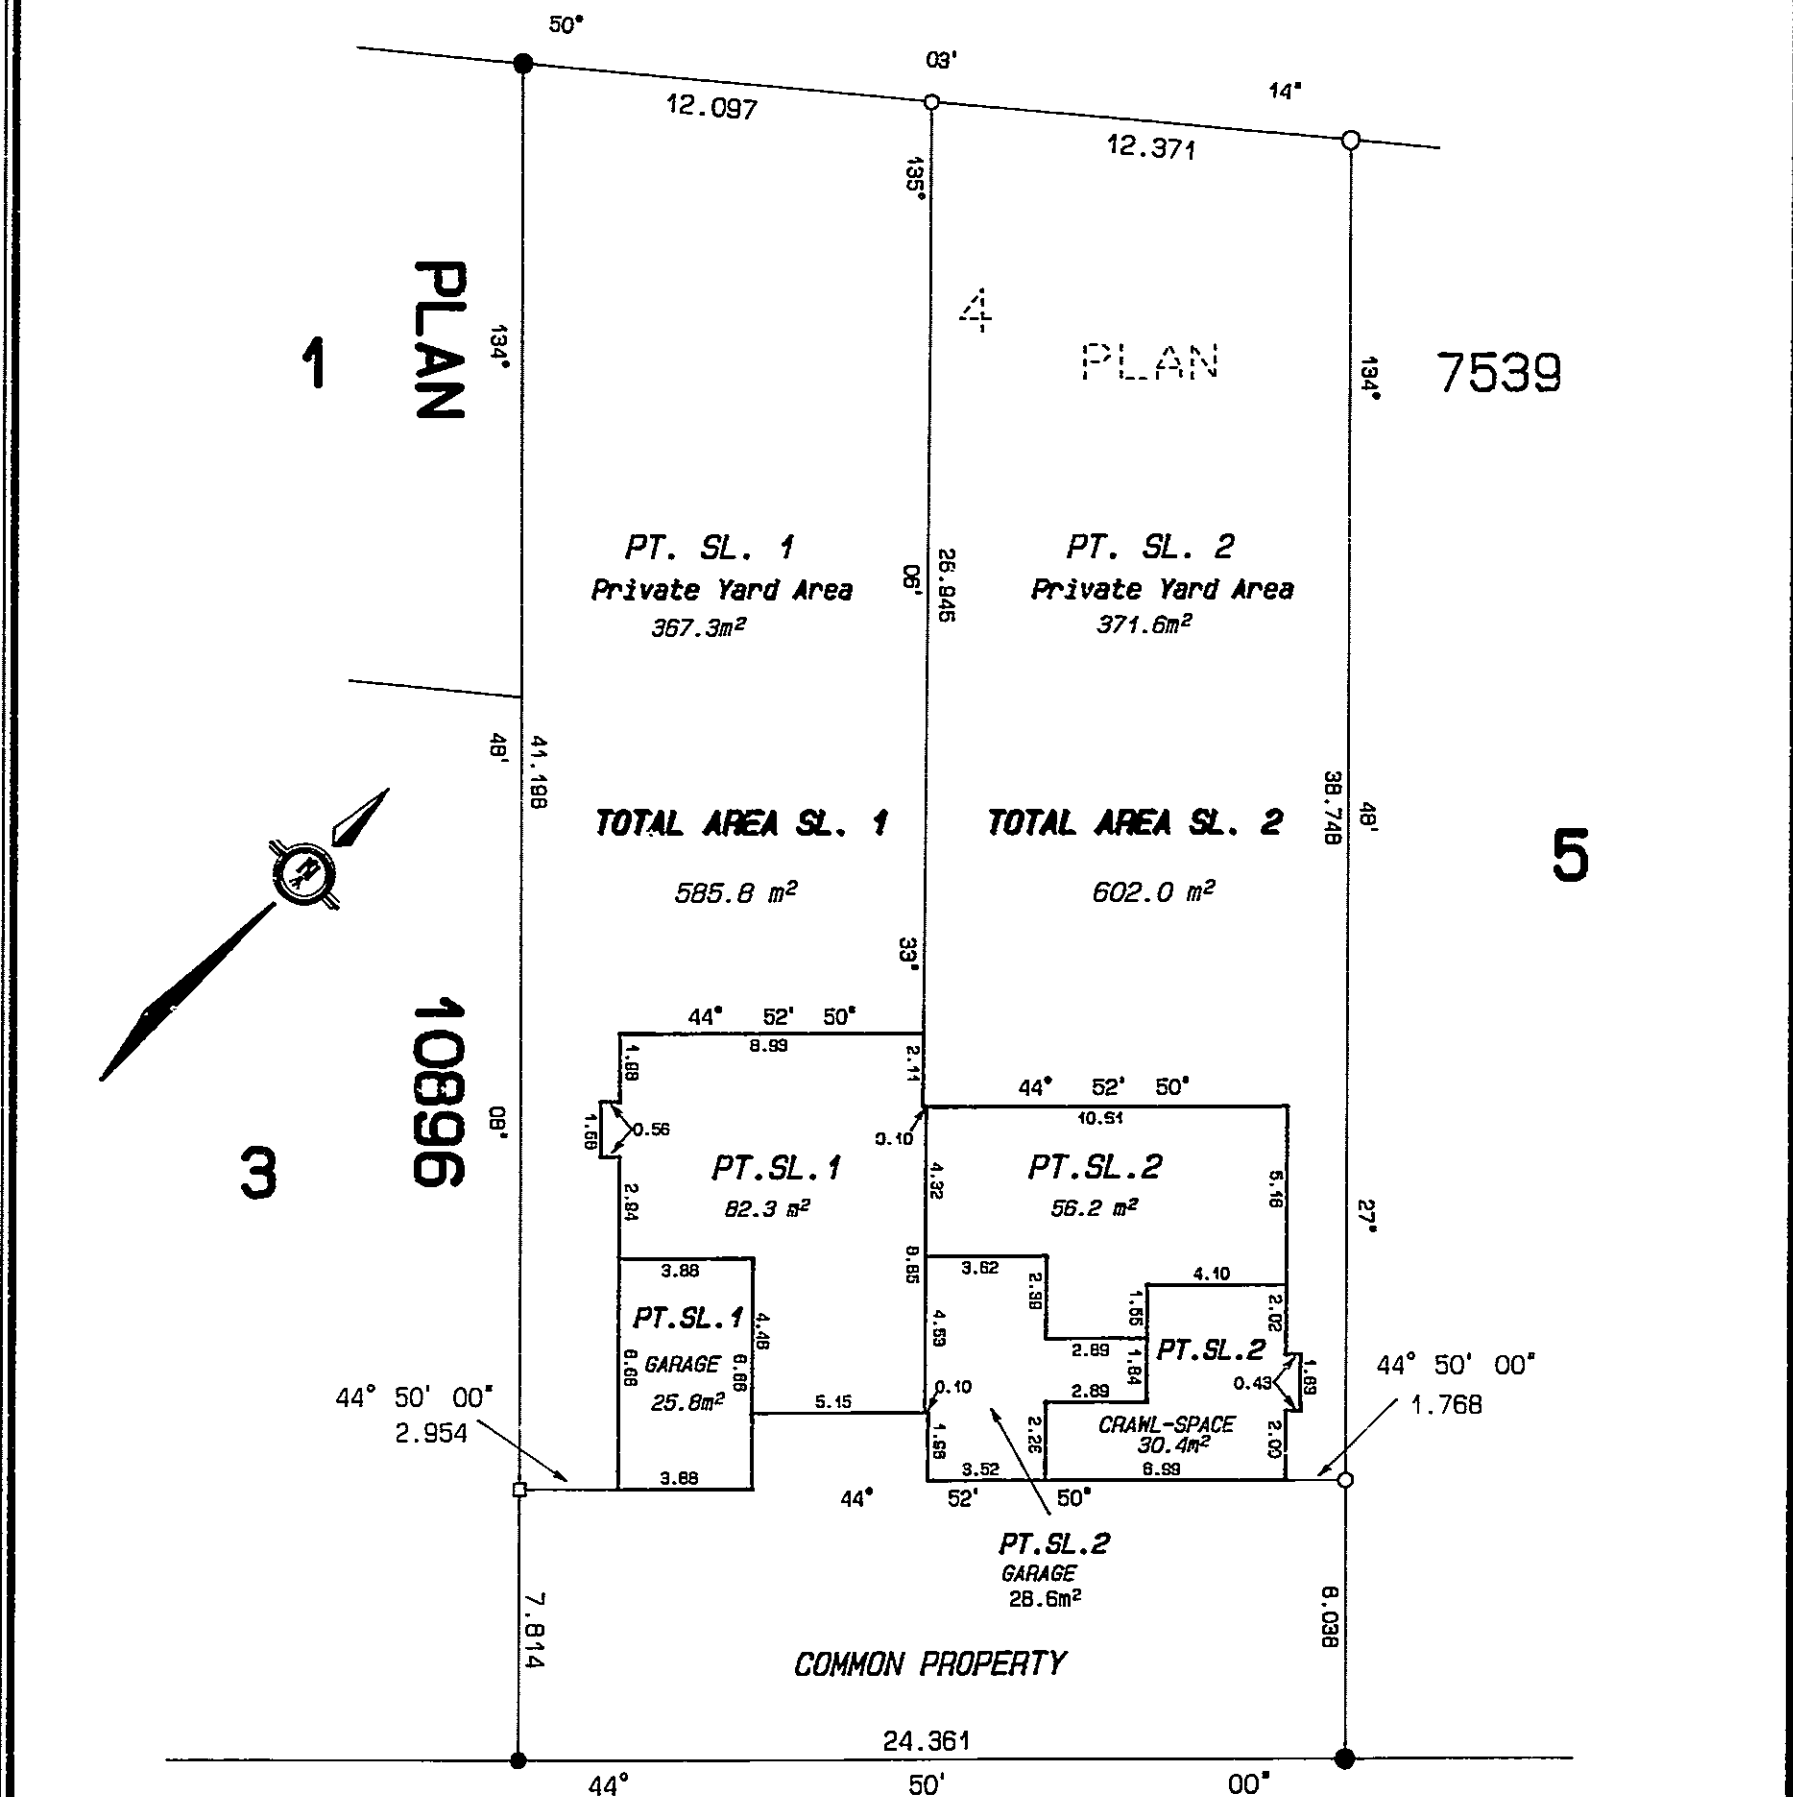 50°
03'
14"
12.097
12.371
135°
4
PLAN
PLAN
1
134°
134°
7539
PT. SL. 1
PT. SL. 2
Private Yard Area
Private Yard Area
367.3m²
371.6m²
06'
26.945
48'
41.198
38.748
48'
TOTAL AREA SL. 1
TOTAL AREA SL. 2
585.8 m²
602.0 m²
5
33"
10896
3
08"
44° 52' 50"
8.99
1.88
2.11
44° 52' 50"
10.51
0.56
0.10
PT.SL.1
82.3 m²
PT.SL.2
56.2 m²
4.32
5.18
27"
2.84
3.88
8.85
3.62
2.98
4.10
1.55
2.02
PT.SL.1
GARAGE
25.8m²
4.48
6.66
4.59
2.89
1.84
PT.SL.2
0.43
1.69
44° 50' 00"
1.768
44° 50' 00"
2.954
5.15
0.10
2.89
CRAWL-SPACE
30.4m²
1.98
2.26
2.00
3.88
3.52
6.99
44° 52' 50"
PT.SL.2
GARAGE
28.6m²
7.814
8.038
COMMON PROPERTY
24.361
44° 50' 00"